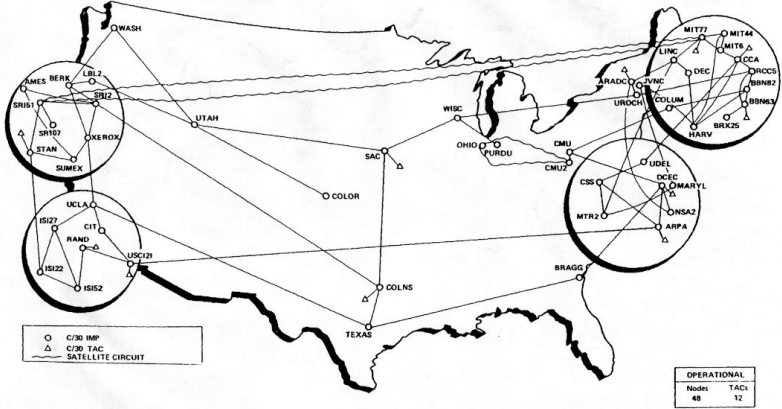 WASH
AMES
BERK
LBL2
SRI51
SRI2
SRI07
XEROX
STAN
SUMEX
UTAH
COLOR
SAC
WISC
OHIO
PURDU
CMU
CMU2
MIT77
MIT44
LINC
MIT6
CCA
ARADC
JVNC
DEC
RCC5
BBN82
UROCH
COLUM
BBN63
BRX25
HARV
UDEL
CSS
DCEC
MARYL
MTR2
NSA2
ARPA
UCLA
ISI27
CIT
RAND
USCI21
ISI22
ISI52
BRAGG
COLNS
TEXAS
C/30 IMP
C/30 TAC
SATELLITE CIRCUIT
OPERATIONAL
Nodes TACs
48 12